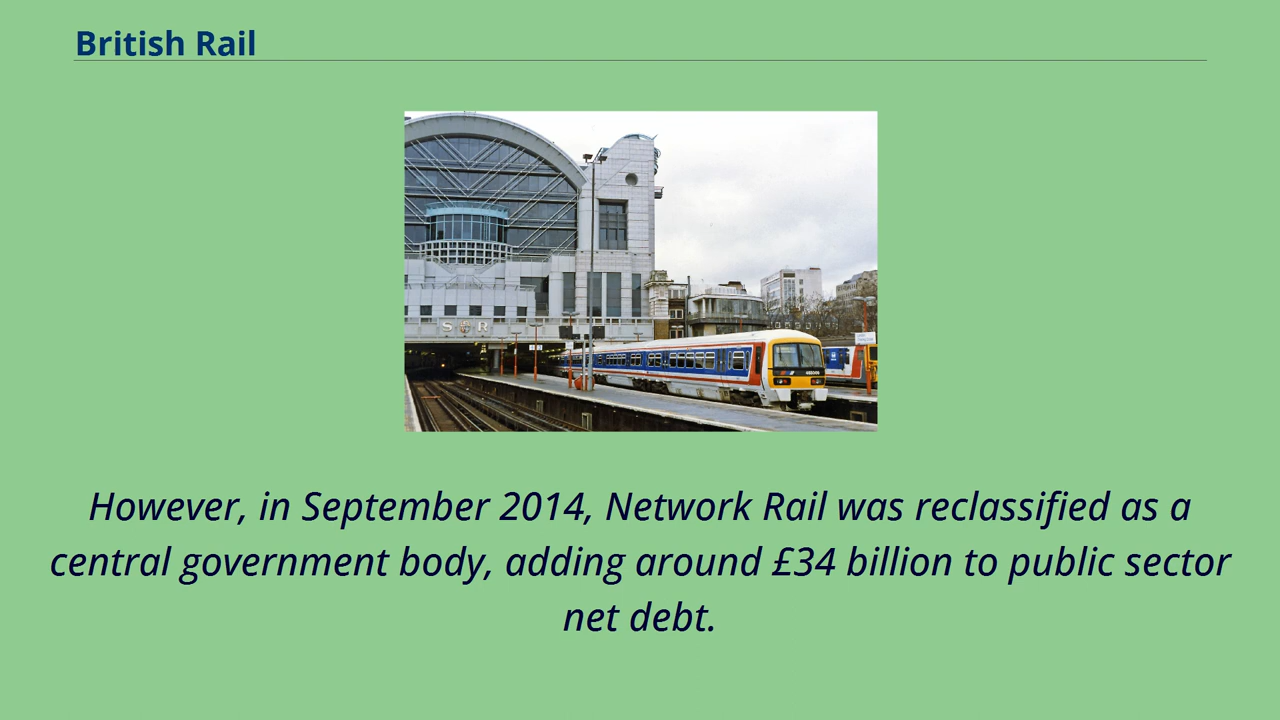 British Rail
S R
However, in September 2014, Network Rail was reclassified as a
central government body, adding around £34 billion to public sector
net debt.